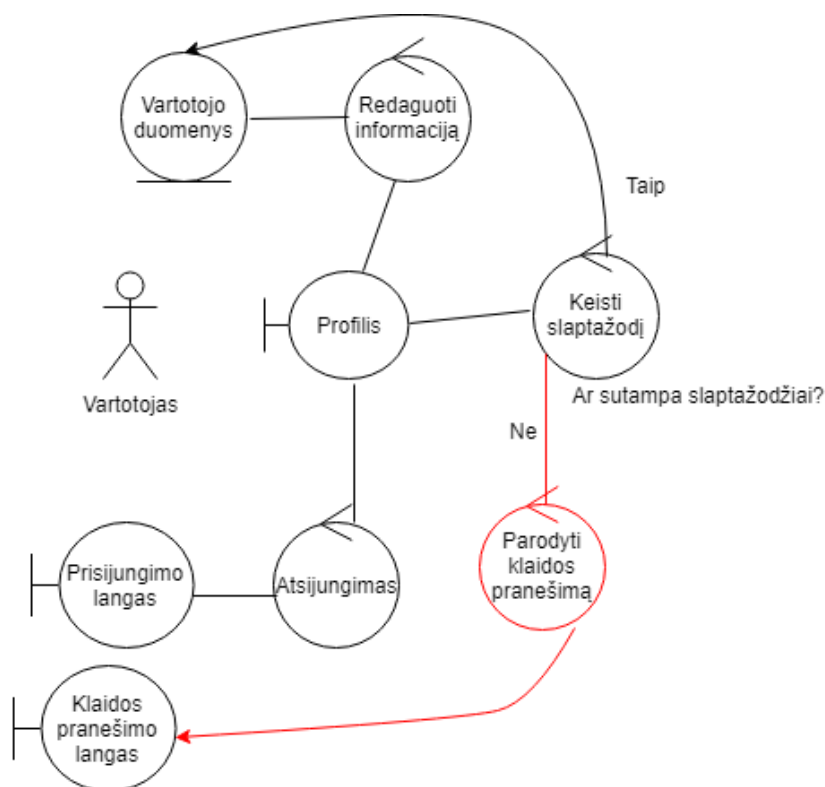 Vartotojo
duomenys
Redaguoti
informaciją
Taip
Profilis
Keisti
slaptažodį
Vartotojas
Ar sutampa slaptažodžiai?
Ne
Prisijungimo
langas
Atsijungimas
Parodyti
klaidos
pranešimą
Klaidos
pranešimo
langas